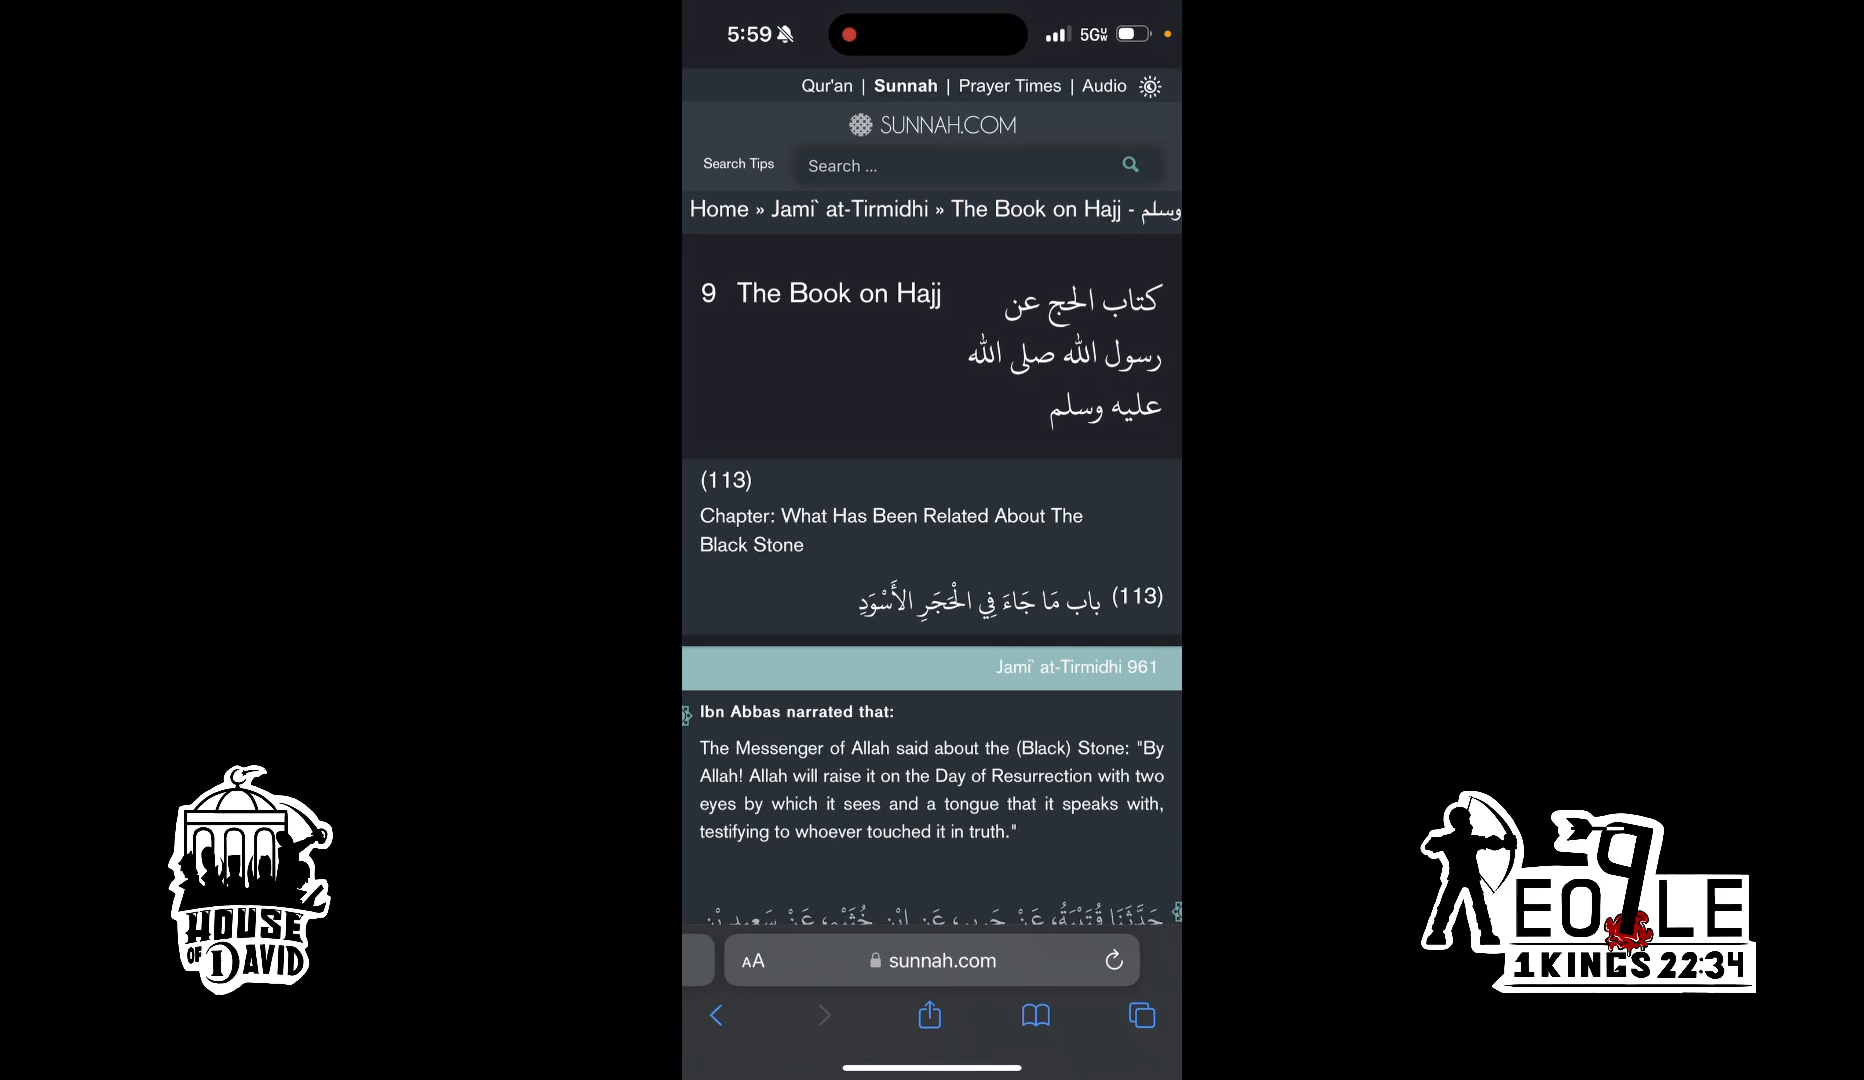 5:59
5G
Qur'an | Sunnah | Prayer Times | Audio
SUNNAH.COM
Search Tips
Search ...
Home » Jami` at-Tirmidhi » The Book on Hajj - وسلم
9 The Book on Hajj
كتاب الحج عن
رسول الله صلى الله
عليه وسلم
(113)
Chapter: What Has Been Related About The
Black Stone
(113) باب مَا جَاءَ فِي الْحَجَرِ الأَسْوَدِ
Jami` at-Tirmidhi 961
Ibn Abbas narrated that:
The Messenger of Allah said about the (Black) Stone: "By
Allah! Allah will raise it on the Day of Resurrection with two
eyes by which it sees and a tongue that it speaks with,
testifying to whoever touched it in truth."
حَدَّثَنَا قُتَيْبَةُ، عَنْ جَرِيرٍ، عَنِ ابْنِ خُثَيْمٍ، عَنْ سَعِيدِ بْنِ
AA
sunnah.com
HOUSE
OF DAVID
EOLE
1 KINGS 22:34